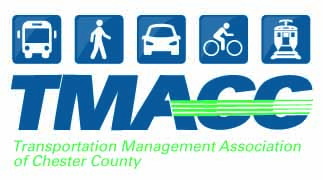 TMACC
Transportation Management Association
of Chester County